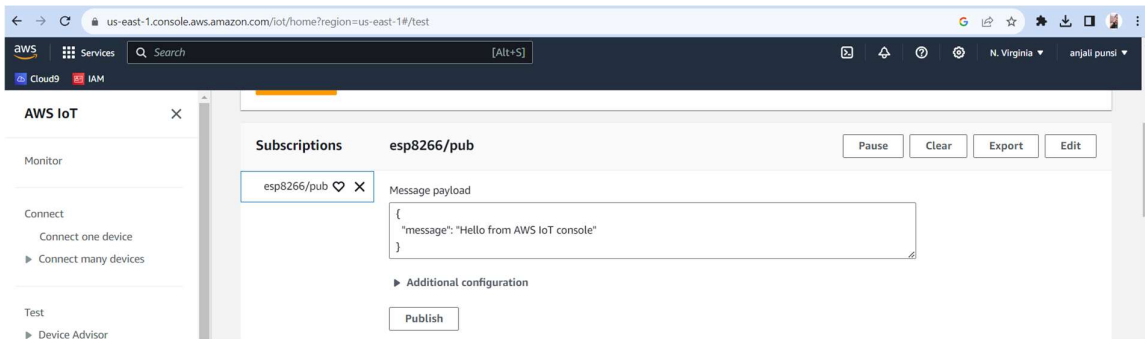 us-east-1.console.aws.amazon.com/iot/home?region=us-east-1#/test
aws Services Search [Alt+S] N. Virginia ▼ anjali punsi ▼
Cloud9 IAM
AWS IoT
Monitor
Connect
Connect one device
Connect many devices
Test
Device Advisor
Subscriptions
esp8266/pub
esp8266/pub
Pause Clear Export Edit
Message payload
{
"message": "Hello from AWS IoT console"
}
Additional configuration
Publish